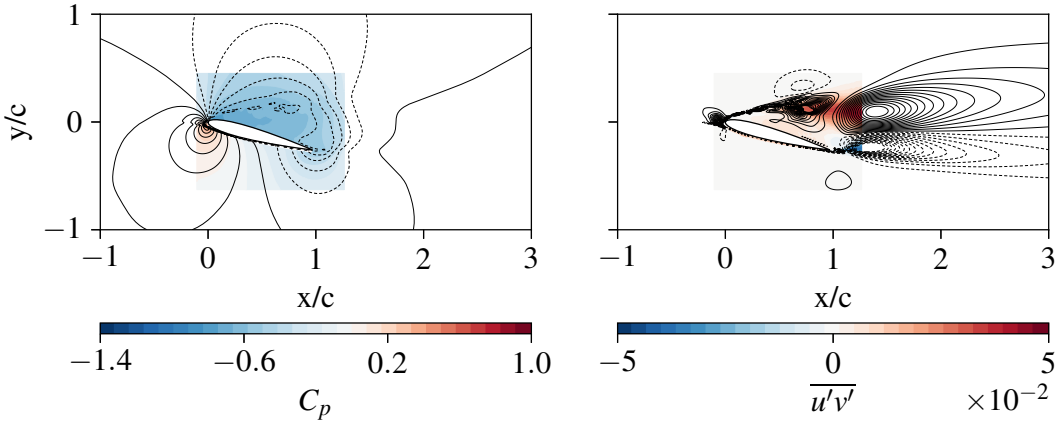 1
0
−1
y/c
−1 0 1 2 3
x/c
−1 0 1 2 3
x/c
−1.4 −0.6 0.2 1.0
C_p
−5 0 5
\overline{u'v'} ×10^{−2}